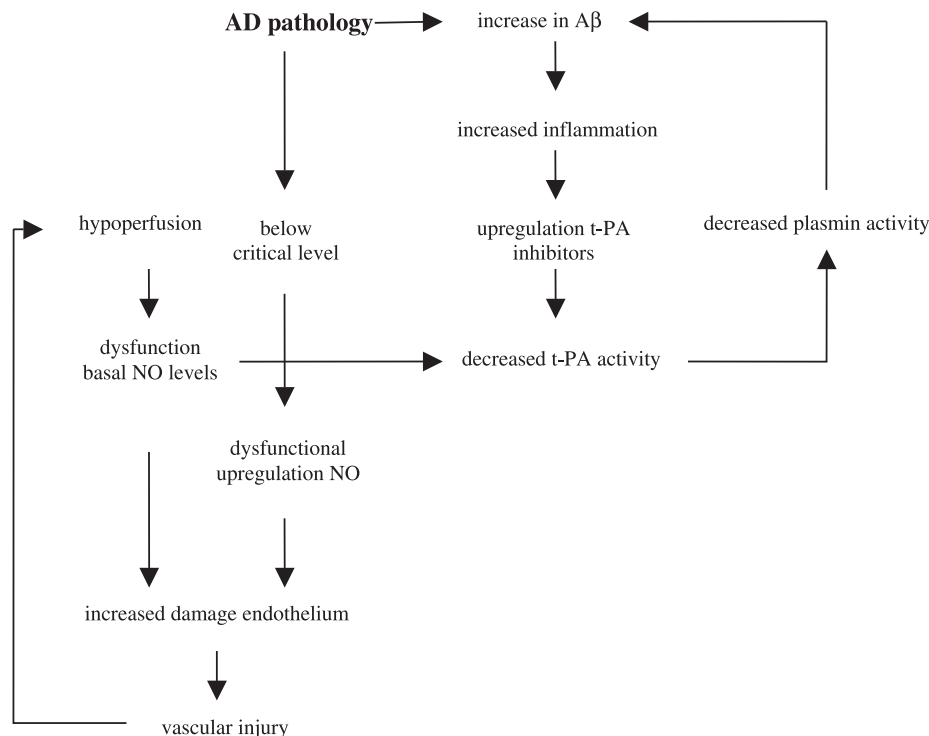 AD pathology
increase in Aβ
increased inflammation
hypoperfusion
below
critical level
upregulation t-PA
inhibitors
decreased plasmin activity
dysfunction
basal NO levels
decreased t-PA activity
dysfunctional
upregulation NO
increased damage endothelium
vascular injury